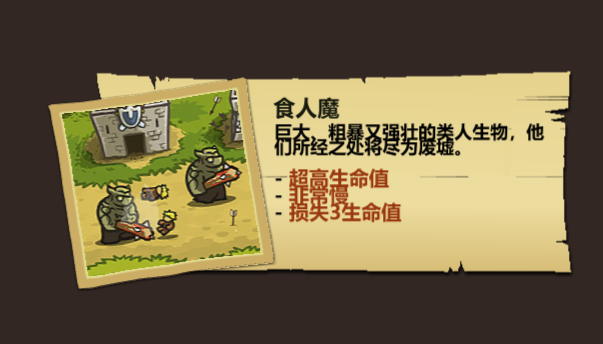 食人魔
巨大、粗暴又强壮的类人生物，他
们所经之处将尽为废墟。
- 超高生命值
- 非常慢
- 损失3生命值